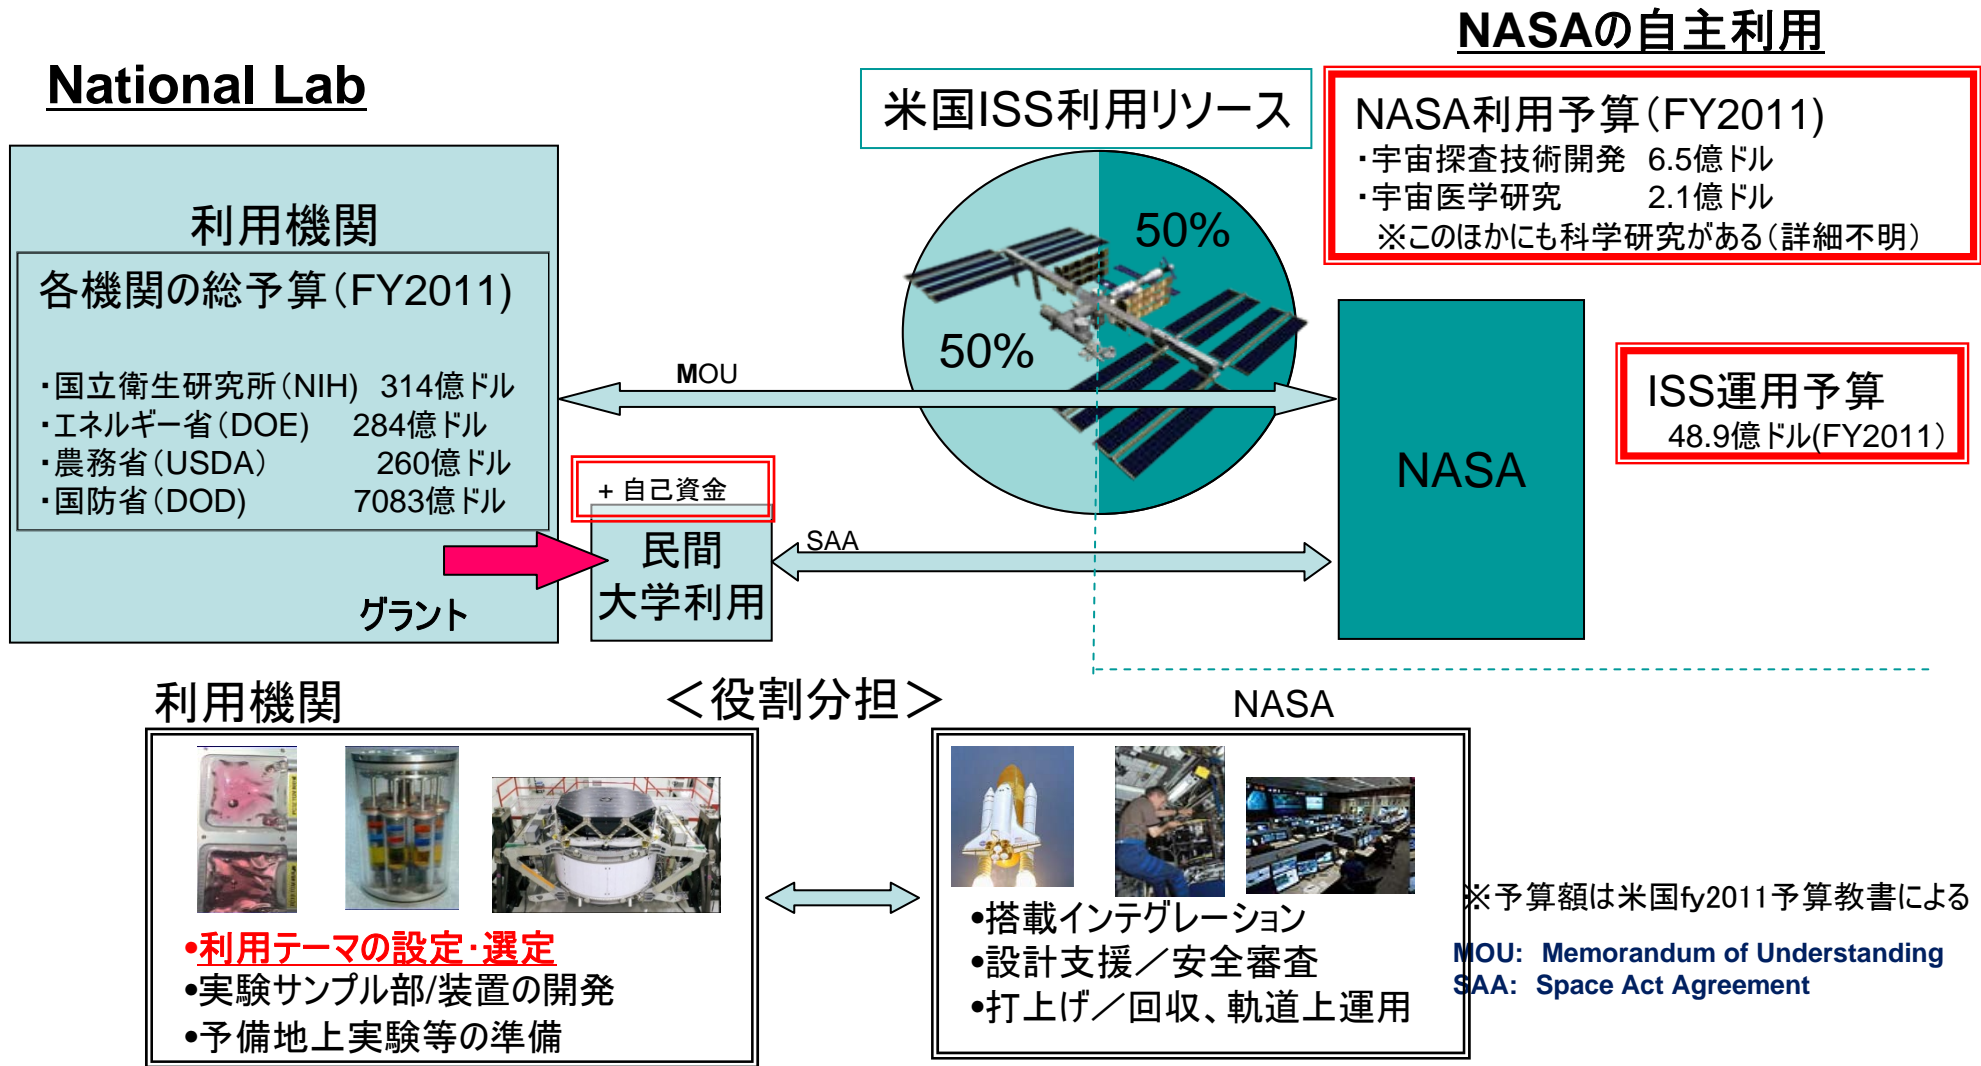 NASAの自主利用
National Lab
米国ISS利用リソース
NASA利用予算(FY2011)
・宇宙探査技術開発 6.5億ドル
・宇宙医学研究 2.1億ドル
※このほかにも科学研究がある(詳細不明)
利用機関
各機関の総予算(FY2011)
・国立衛生研究所(NIH) 314億ドル
・エネルギー省(DOE) 284億ドル
・農務省(USDA) 260億ドル
・国防省(DOD) 7083億ドル
50%
50%
MOU
NASA
ISS運用予算
48.9億ドル(FY2011)
+ 自己資金
民間
大学利用
SAA
グラント
<役割分担>
利用機関
•利用テーマの設定・選定
•実験サンプル部/装置の開発
•予備地上実験等の準備
NASA
•搭載インテグレーション
•設計支援/安全審査
•打上げ/回収、軌道上運用
※予算額は米国fy2011予算教書による
MOU: Memorandum of Understanding
SAA: Space Act Agreement